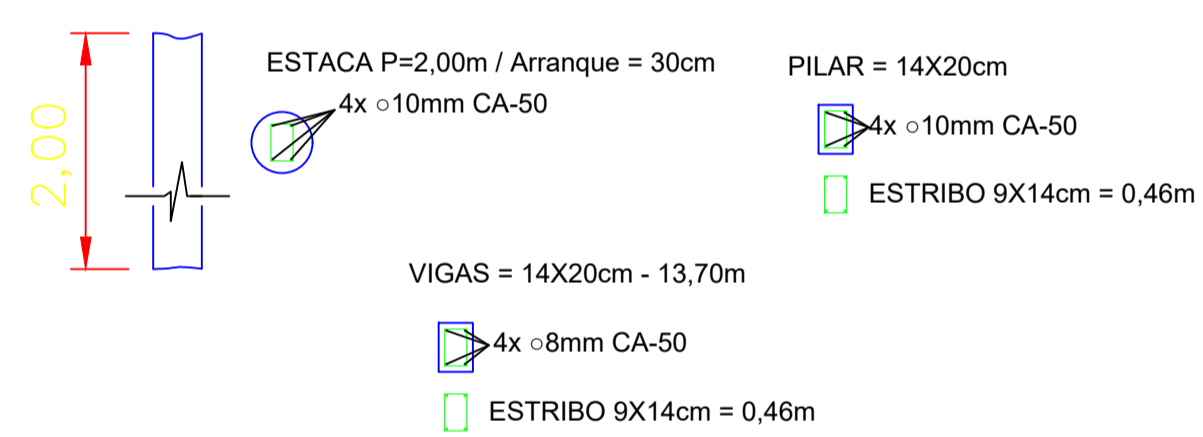 2,00
ESTACA P=2,00m / Arranque = 30cm
4x ○10mm CA-50
PILAR = 14X20cm
4x ○10mm CA-50
ESTRIBO 9X14cm = 0,46m
VIGAS = 14X20cm - 13,70m
4x ○8mm CA-50
ESTRIBO 9X14cm = 0,46m